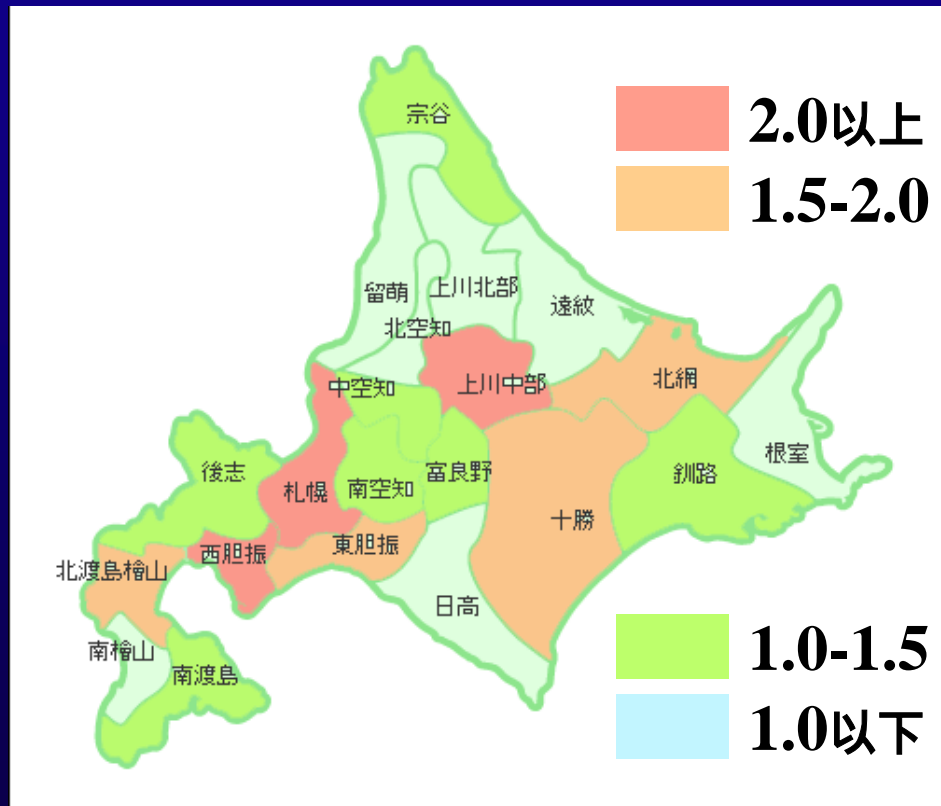 宗谷
2.0以上
1.5-2.0
留萌
上川北部
遠紋
北空知
中空知
上川中部
北網
後志
札幌
南空知
富良野
釧路
根室
十勝
西胆振
東胆振
北渡島檜山
日高
南檜山
南渡島
1.0-1.5
1.0以下